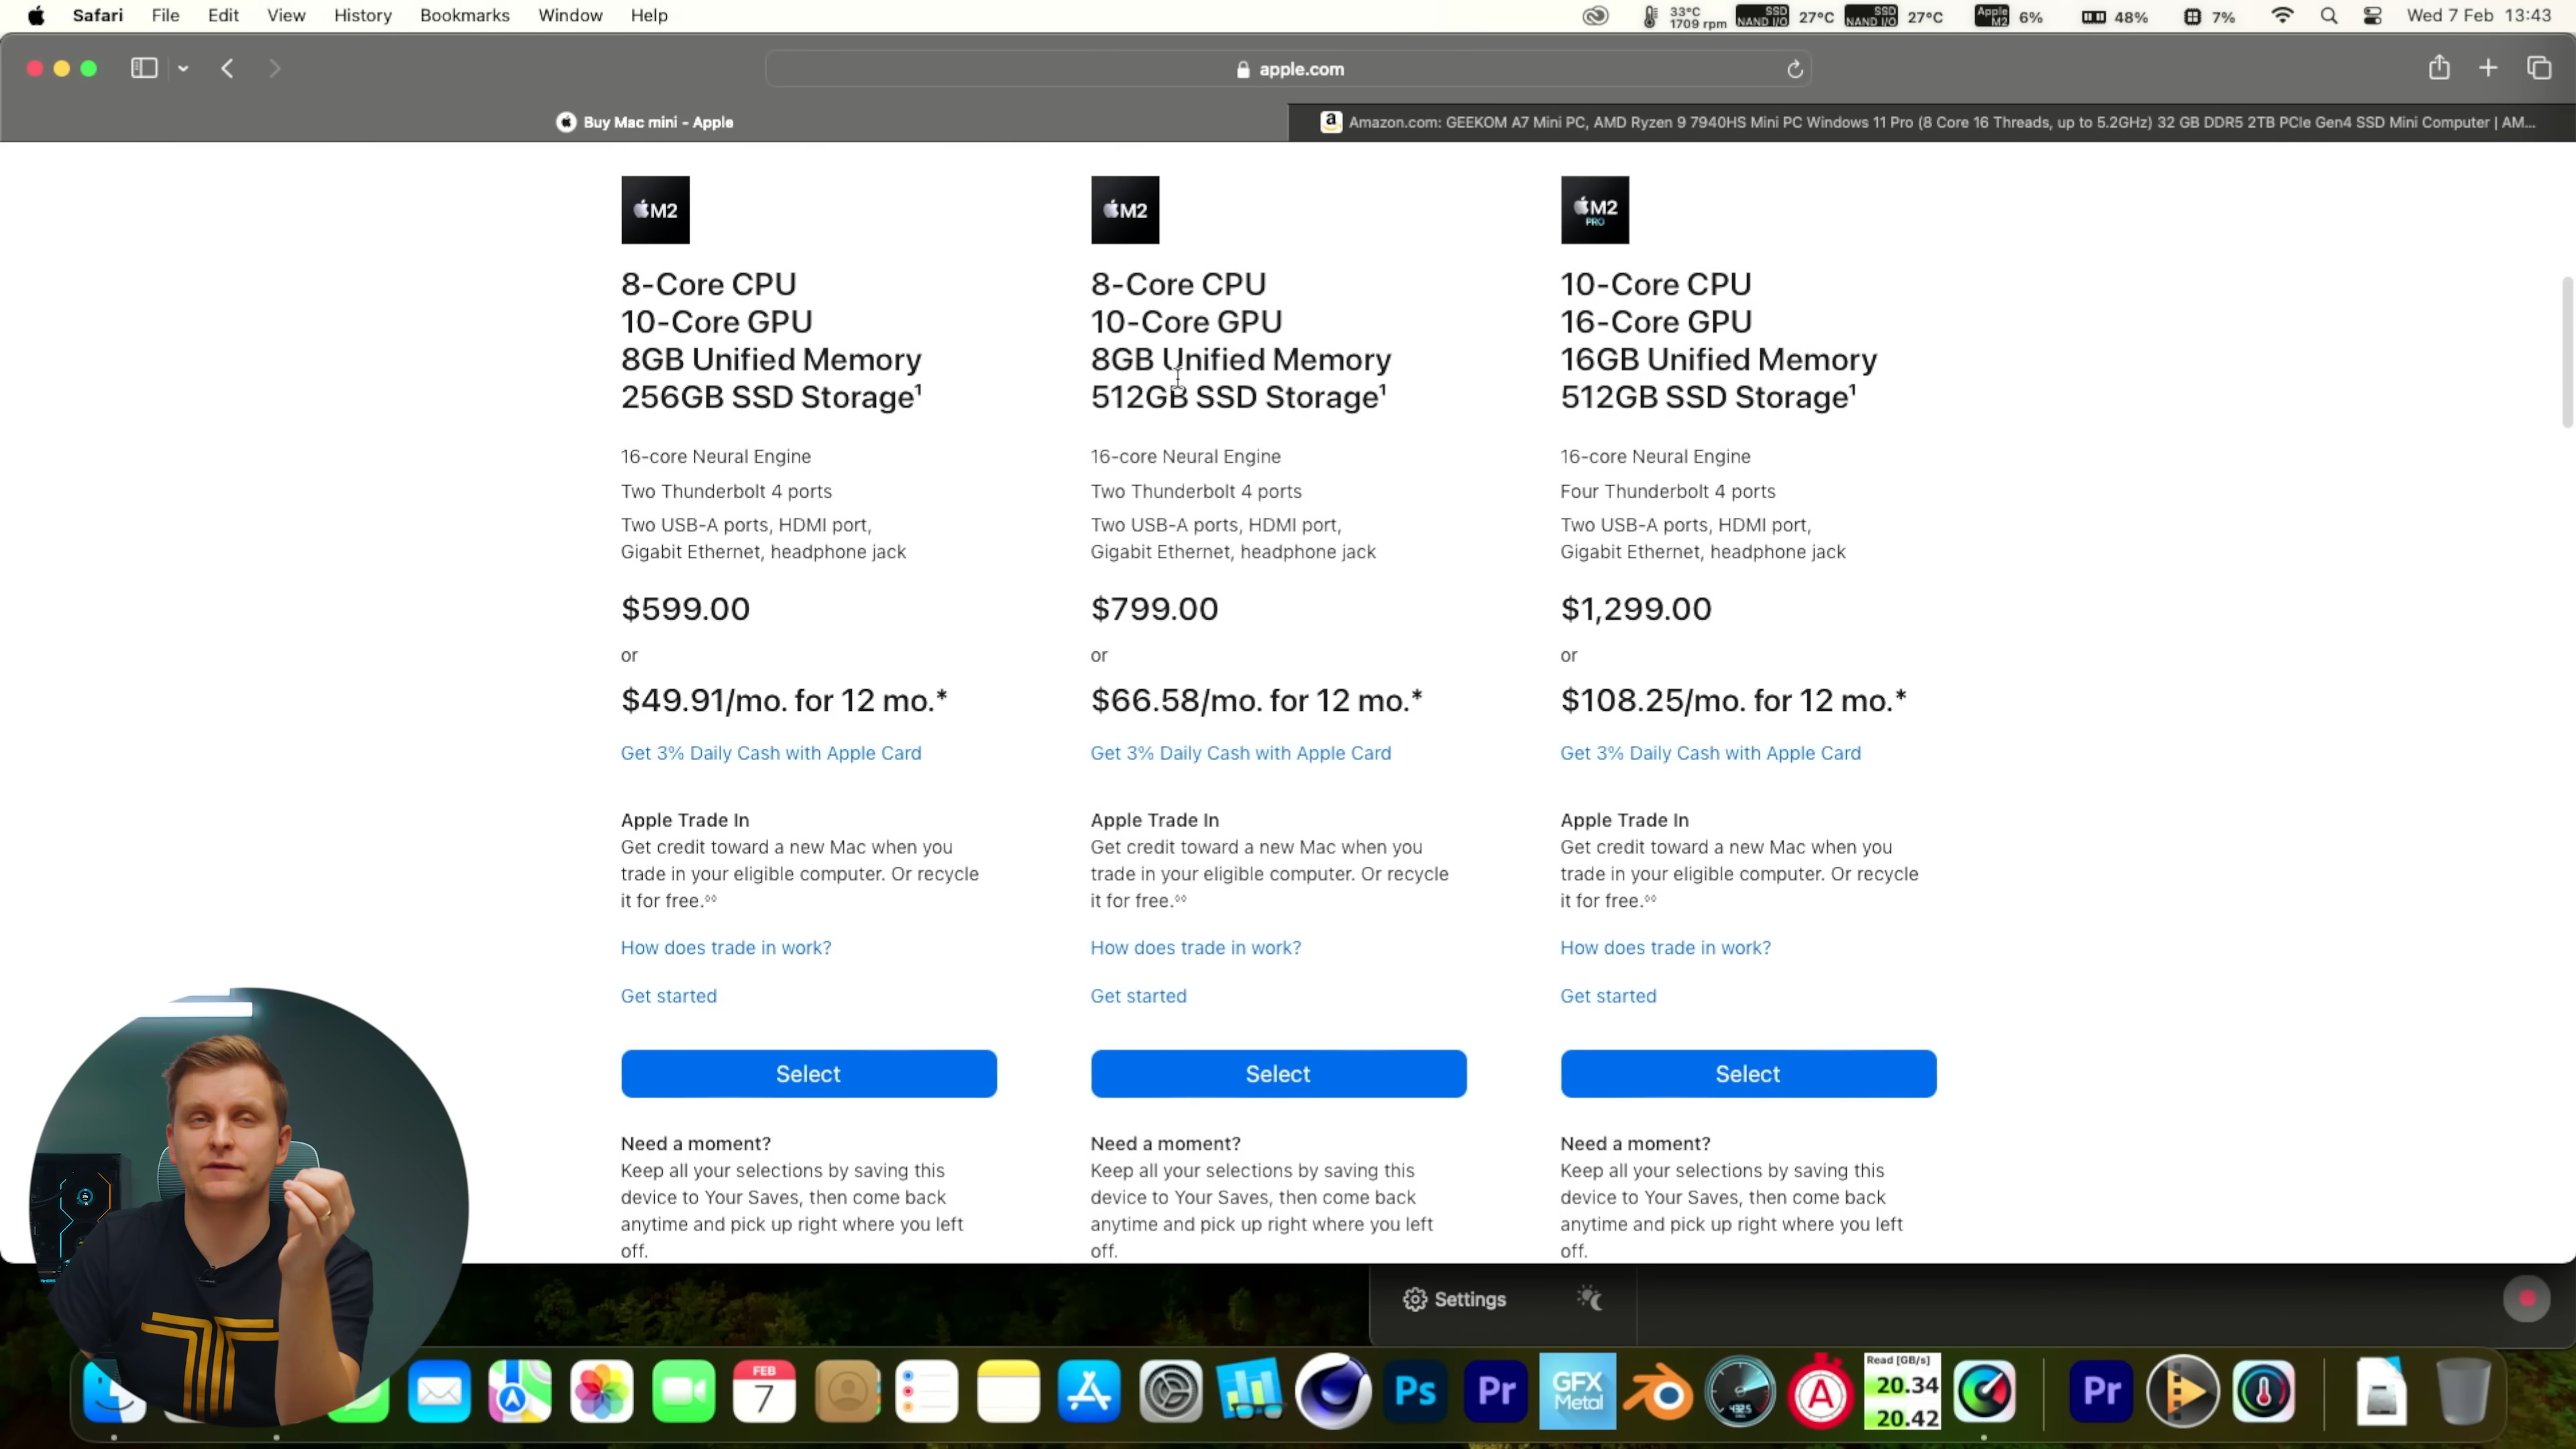 Safari File Edit View History Bookmarks Window Help
33°C
1709 rpm
SSD
NAND I/O
27°C
SSD
NAND I/O
27°C
Apple
M2
6%
48%
7%
Wed 7 Feb 13:43
apple.com
Buy Mac mini - Apple
Amazon.com: GEEKOM A7 Mini PC, AMD Ryzen 9 7940HS Mini PC Windows 11 Pro (8 Core 16 Threads, up to 5.2GHz) 32 GB DDR5 2TB PCIe Gen4 SSD Mini Computer | AM...
M2
8-Core CPU
10-Core GPU
8GB Unified Memory
256GB SSD Storage¹
16-core Neural Engine
Two Thunderbolt 4 ports
Two USB-A ports, HDMI port,
Gigabit Ethernet, headphone jack
$599.00
or
$49.91/mo. for 12 mo.*
Get 3% Daily Cash with Apple Card
Apple Trade In
Get credit toward a new Mac when you
trade in your eligible computer. Or recycle
it for free.◊◊
How does trade in work?
Get started
Select
Need a moment?
Keep all your selections by saving this
device to Your Saves, then come back
anytime and pick up right where you left
off.
M2
8-Core CPU
10-Core GPU
8GB Unified Memory
512GB SSD Storage¹
16-core Neural Engine
Two Thunderbolt 4 ports
Two USB-A ports, HDMI port,
Gigabit Ethernet, headphone jack
$799.00
or
$66.58/mo. for 12 mo.*
Get 3% Daily Cash with Apple Card
Apple Trade In
Get credit toward a new Mac when you
trade in your eligible computer. Or recycle
it for free.◊◊
How does trade in work?
Get started
Select
Need a moment?
Keep all your selections by saving this
device to Your Saves, then come back
anytime and pick up right where you left
off.
M2
PRO
10-Core CPU
16-Core GPU
16GB Unified Memory
512GB SSD Storage¹
16-core Neural Engine
Four Thunderbolt 4 ports
Two USB-A ports, HDMI port,
Gigabit Ethernet, headphone jack
$1,299.00
or
$108.25/mo. for 12 mo.*
Get 3% Daily Cash with Apple Card
Apple Trade In
Get credit toward a new Mac when you
trade in your eligible computer. Or recycle
it for free.◊◊
How does trade in work?
Get started
Select
Need a moment?
Keep all your selections by saving this
device to Your Saves, then come back
anytime and pick up right where you left
off.
Settings
FEB
7
Ps
Pr
GFX
Metal
A
Read [GB/s]
20.34
20.42
Pr